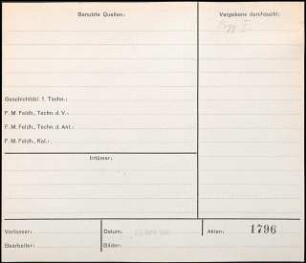 Benutzte Quellen:
Vergebens durchsucht:
Geschichtsbl. f. Techn.:
F. M. Feldh., Techn. d. V.:
F. M. Feldh., Techn. d. Ant.:
F. M. Feldh., Kal.:
Irrtümer:
Verfasser:
Datum:
Akten: 1796
Bearbeiter:
Bilder: